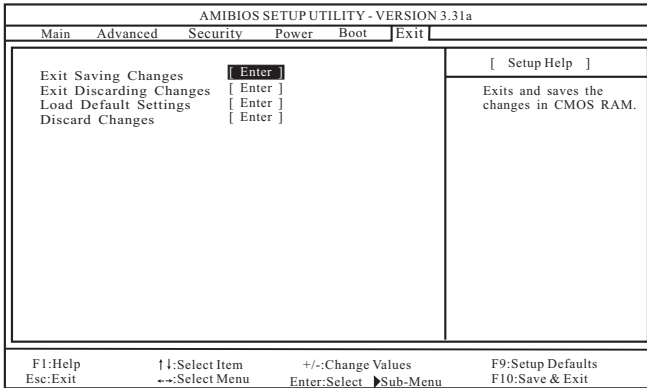 AMIBIOS SETUP UTILITY - VERSION 3.31a
Main Advanced Security Power Boot Exit
[ Setup Help ]
Exit Saving Changes [ Enter ]
Exit Discarding Changes [ Enter ]
Load Default Settings [ Enter ]
Discard Changes [ Enter ]
Exits and saves the
changes in CMOS RAM.
F1:Help ↑↓:Select Item +/-:Change Values F9:Setup Defaults
Esc:Exit ←→:Select Menu Enter:Select ▶Sub-Menu F10:Save & Exit